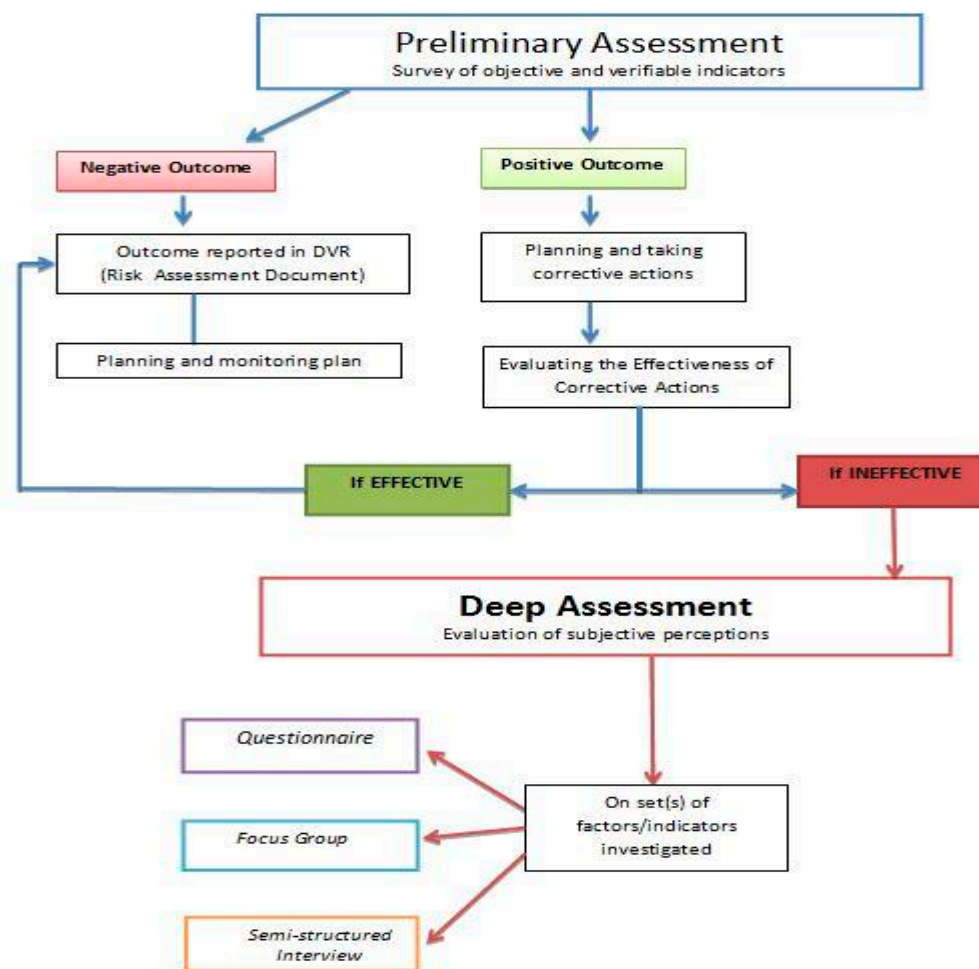 Preliminary Assessment
Survey of objective and verifiable indicators
Negative Outcome
Positive Outcome
Outcome reported in DVR
(Risk Assessment Document)
Planning and taking
corrective actions
Planning and monitoring plan
Evaluating the Effectiveness of
Corrective Actions
If EFFECTIVE
If INEFFECTIVE
Deep Assessment
Evaluation of subjective perceptions
Questionnaire
Focus Group
Semi-structured
Interview
On set(s) of
factors/indicators
investigated